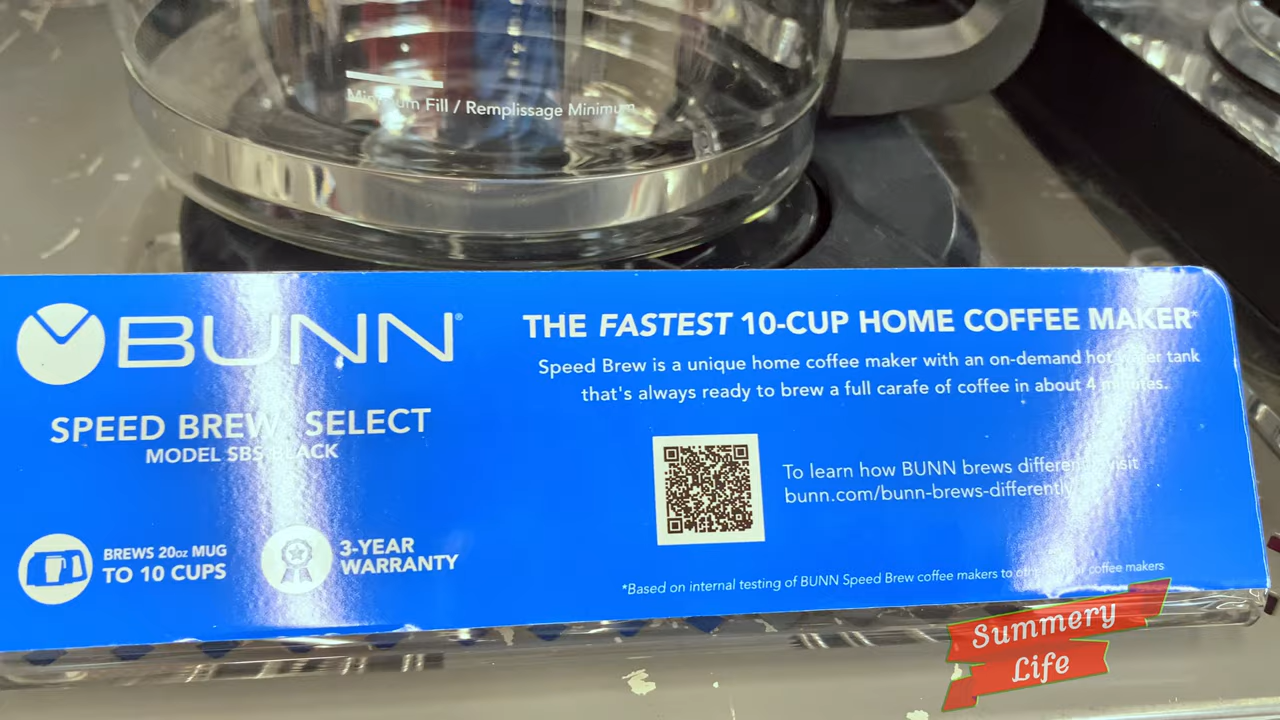 Minimum Fill / Remplissage Minimum
BUNN®
SPEED BREW SELECT
MODEL SBS BLACK
BREWS 20oz MUG
TO 10 CUPS
3-YEAR
WARRANTY
THE FASTEST 10-CUP HOME COFFEE MAKER*
Speed Brew is a unique home coffee maker with an on-demand hot water tank
that's always ready to brew a full carafe of coffee in about 4 minutes.
To learn how BUNN brews differently visit
bunn.com/bunn-brews-differently
*Based on internal testing of BUNN Speed Brew coffee makers to coffee makers
Summery
Life